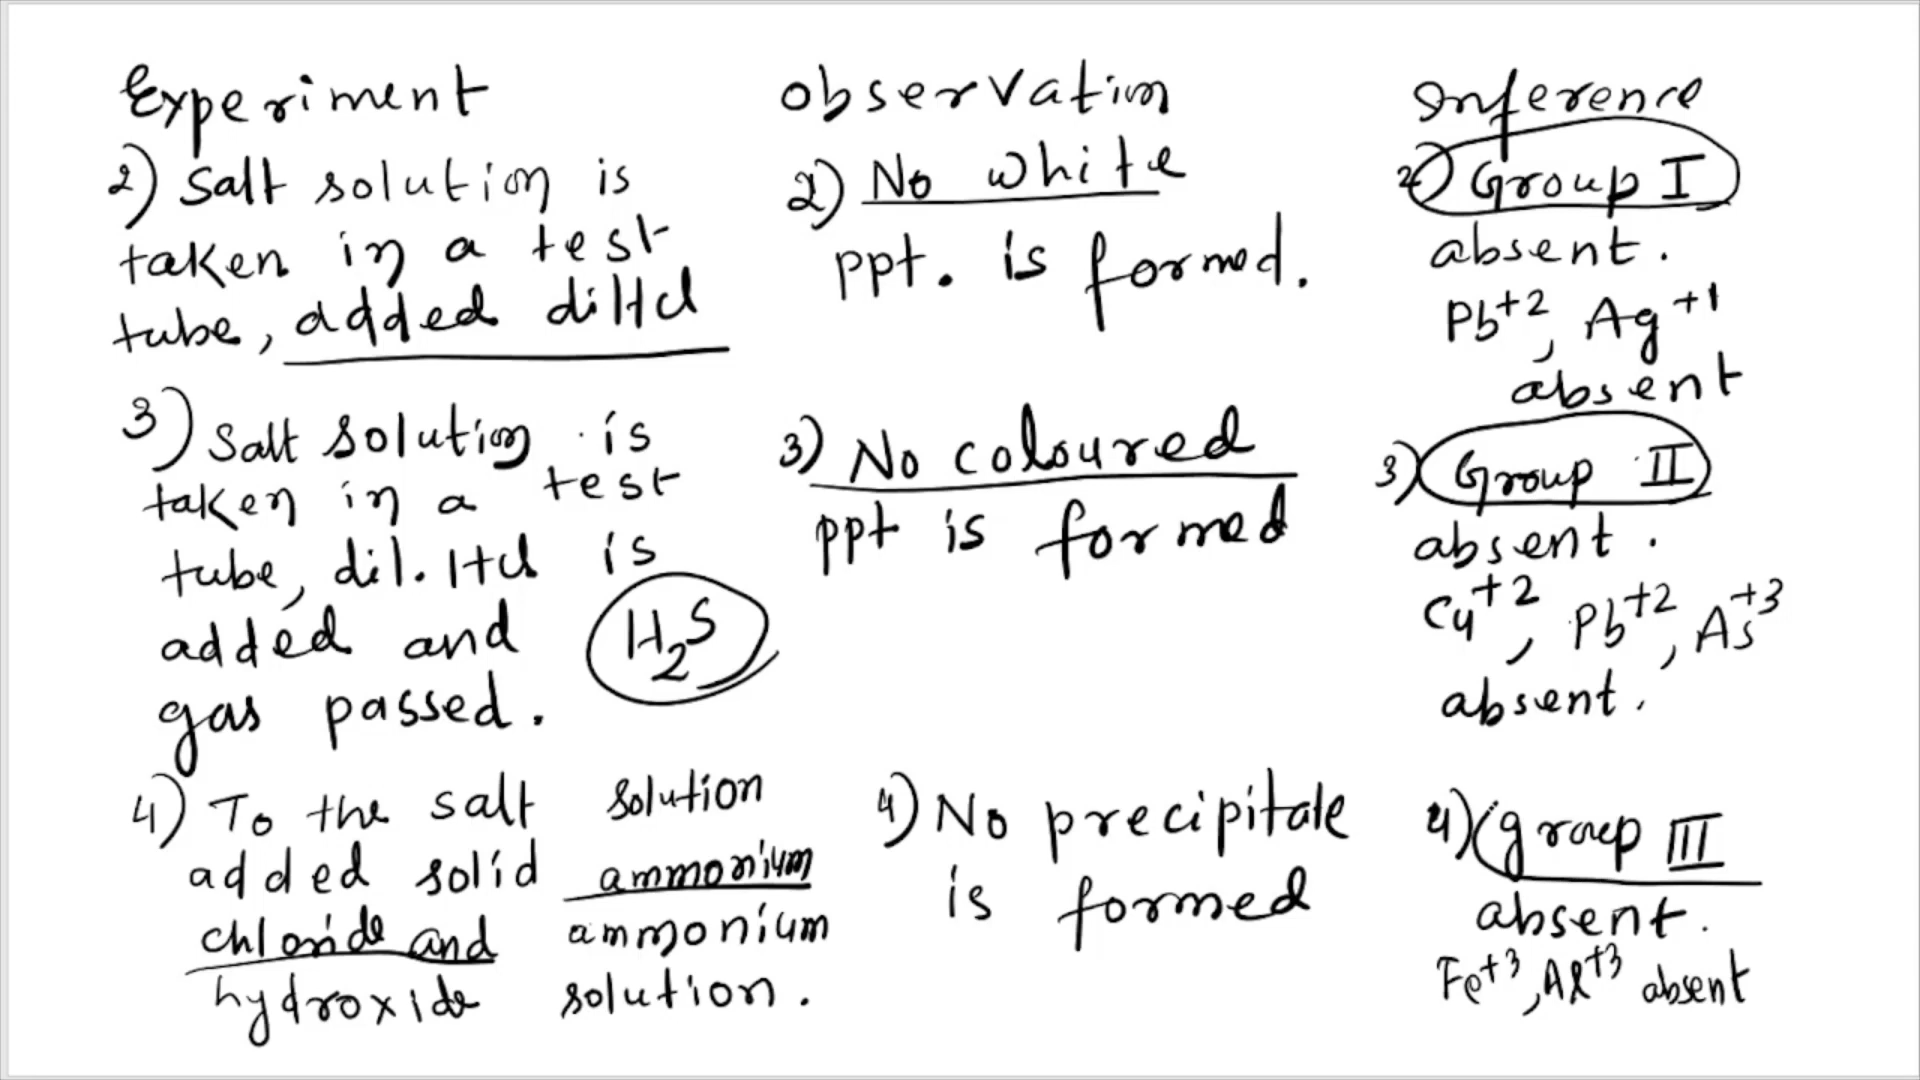 Experiment
observation
Inference
2) Salt solution is
taken in a test
tube, added dil HCl
2) No white
ppt. is formed.
2) Group I
absent.
Pb+2, Ag+1
absent
3) Salt solution is
taken in a test
tube, dil. HCl is
added and H2S
gas passed.
3) No coloured
ppt is formed
3) Group II
absent.
Cu+2, Pb+2, As+3
absent.
4) To the salt solution
added solid ammonium
chloride and ammonium
hydroxide solution.
4) No precipitate
is formed
4) group III
absent.
Fe+3, Al+3 absent